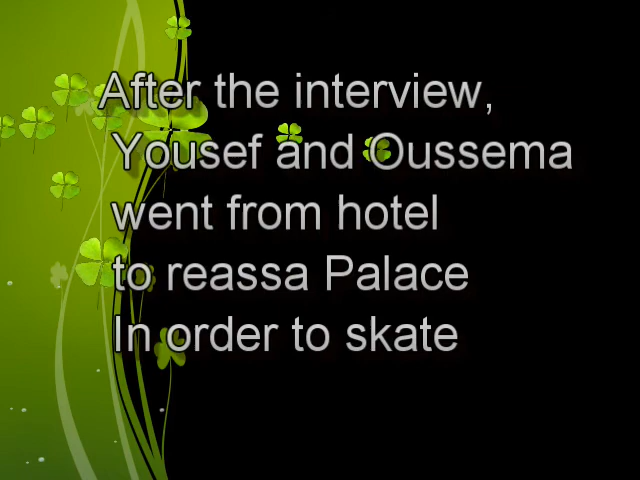 After the interview,
Yousef and Oussema
went from hotel
to reassa Palace
In order to skate